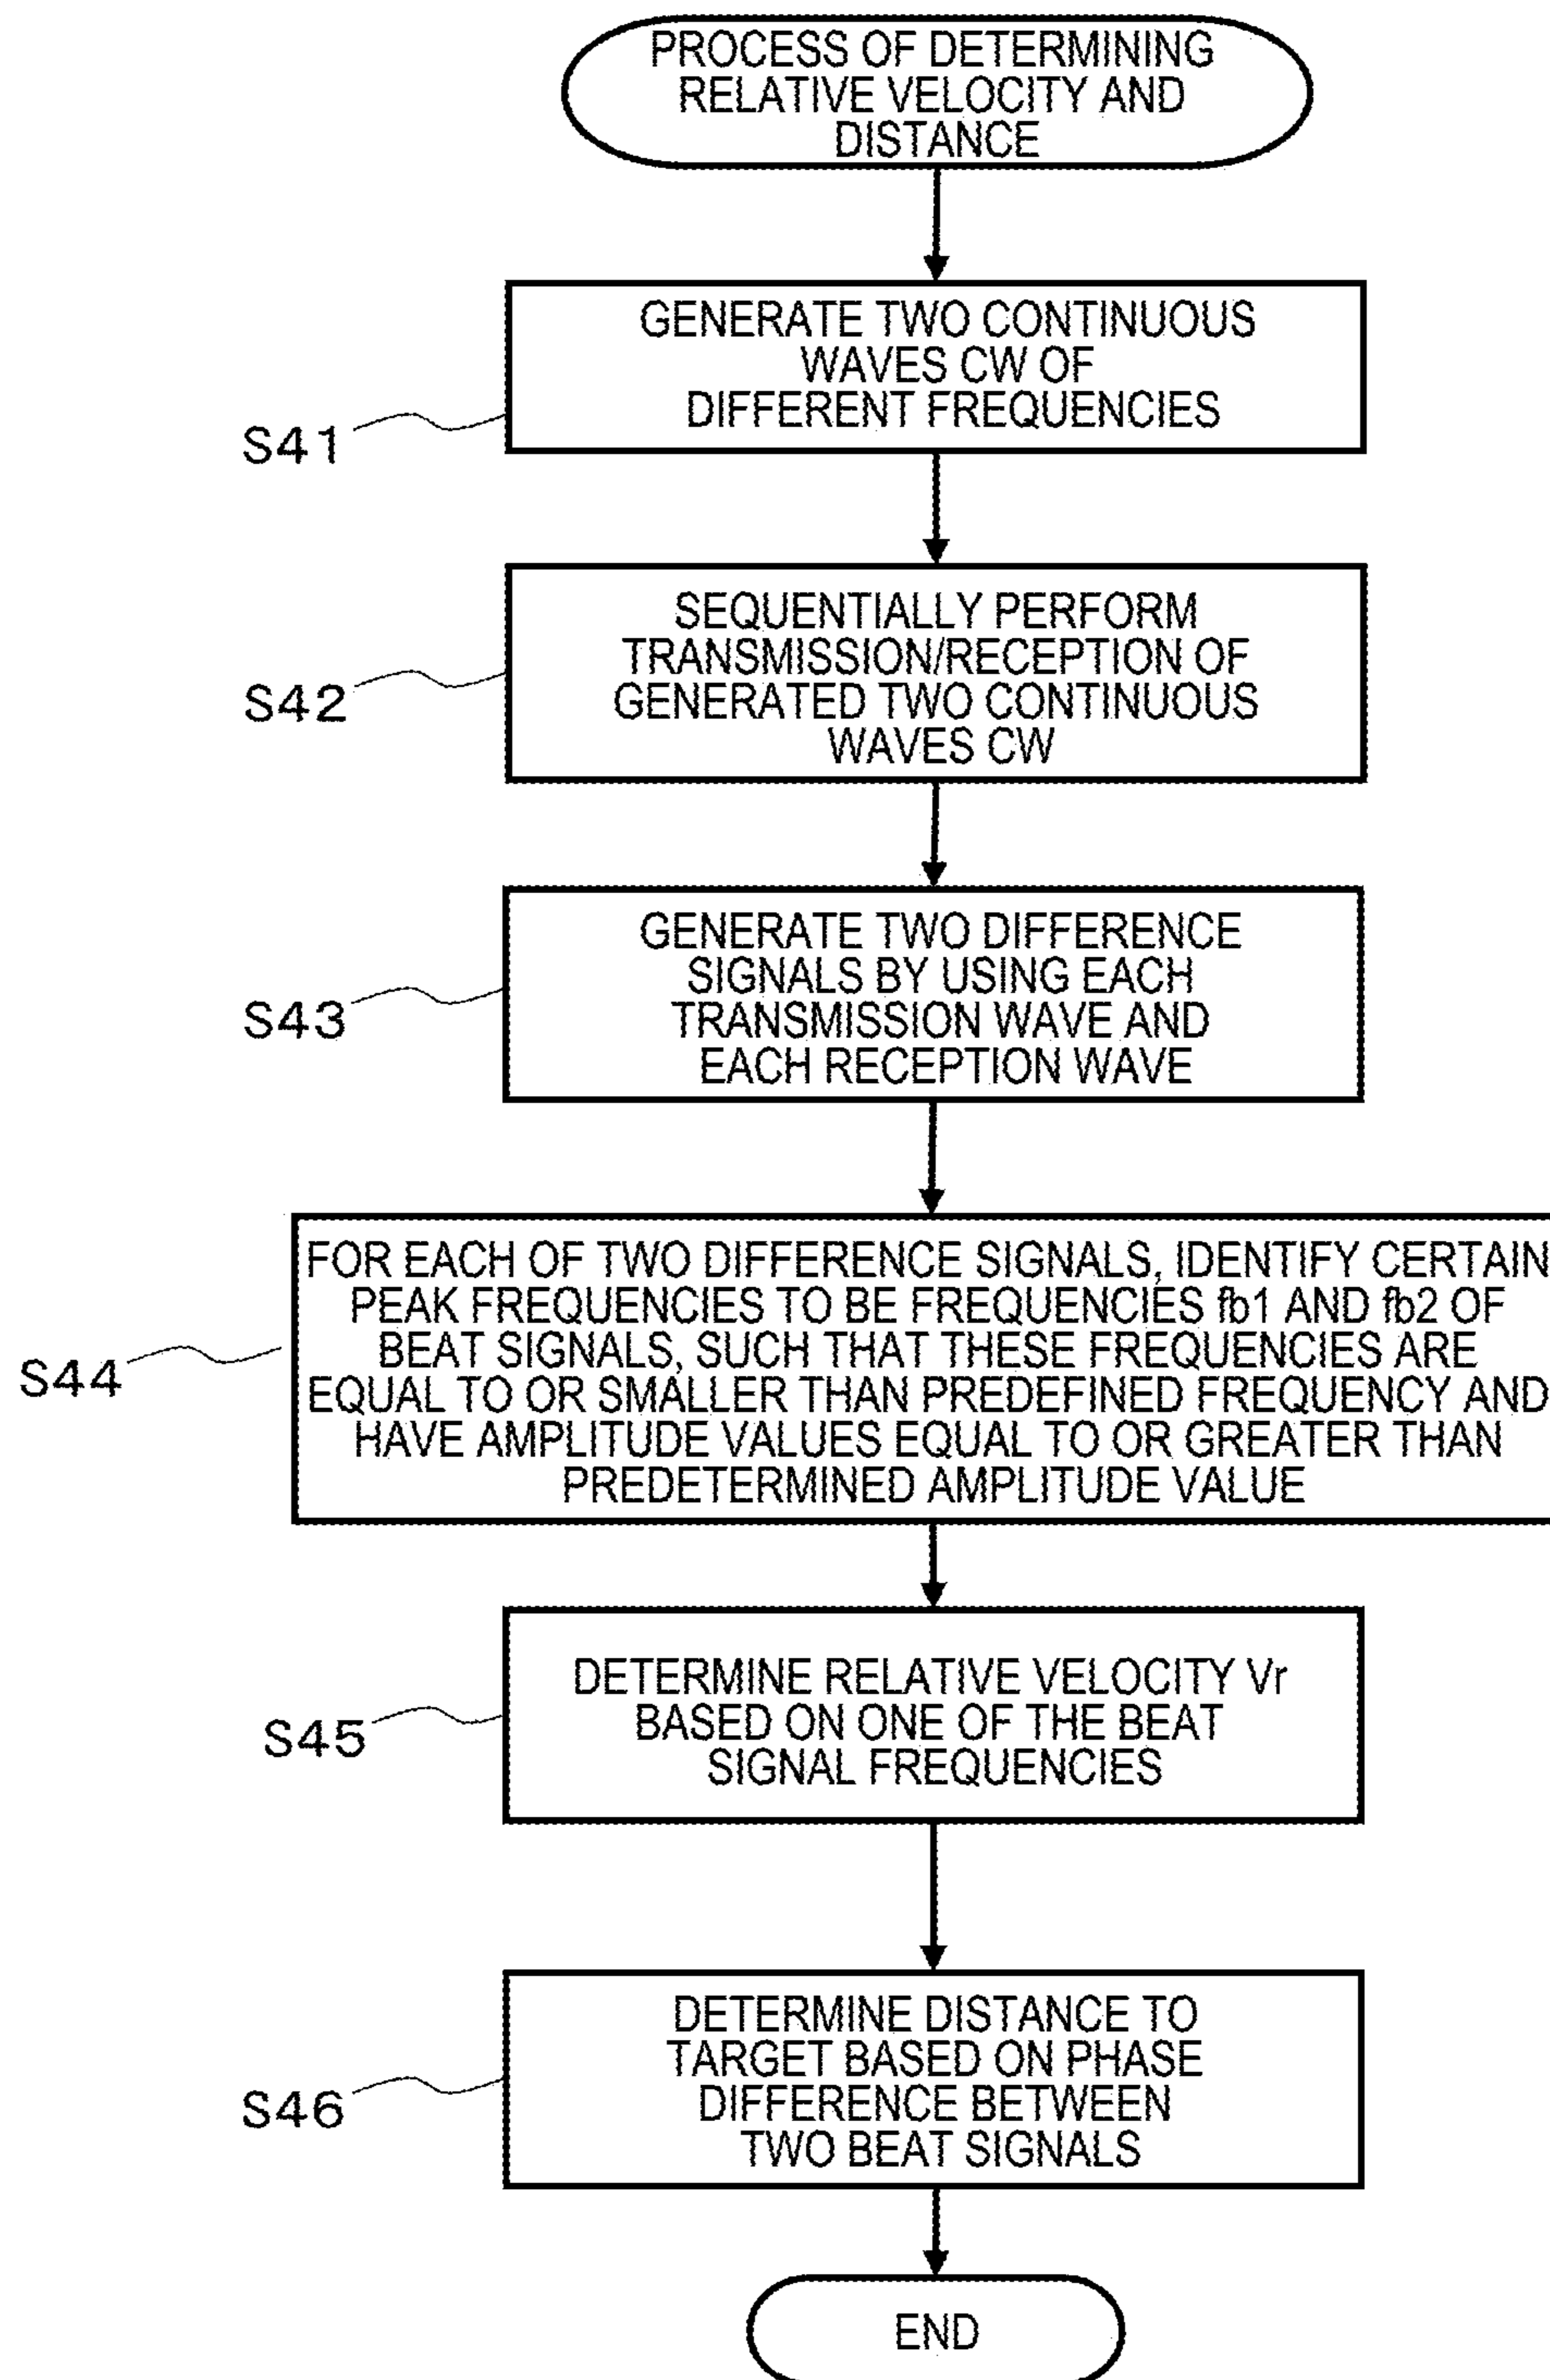 PROCESS OF DETERMINING
RELATIVE VELOCITY AND
DISTANCE
GENERATE TWO CONTINUOUS
WAVES CW OF
DIFFERENT FREQUENCIES
S41
SEQUENTIALLY PERFORM
TRANSMISSION/RECEPTION OF
GENERATED TWO CONTINUOUS
WAVES CW
S42
GENERATE TWO DIFFERENCE
SIGNALS BY USING EACH
TRANSMISSION WAVE AND
EACH RECEPTION WAVE
S43
FOR EACH OF TWO DIFFERENCE SIGNALS, IDENTIFY CERTAIN
PEAK FREQUENCIES TO BE FREQUENCIES fb1 AND fb2 OF
BEAT SIGNALS, SUCH THAT THESE FREQUENCIES ARE
EQUAL TO OR SMALLER THAN PREDEFINED FREQUENCY AND
HAVE AMPLITUDE VALUES EQUAL TO OR GREATER THAN
PREDETERMINED AMPLITUDE VALUE
S44
DETERMINE RELATIVE VELOCITY Vr
BASED ON ONE OF THE BEAT
SIGNAL FREQUENCIES
S45
DETERMINE DISTANCE TO
TARGET BASED ON PHASE
DIFFERENCE BETWEEN
TWO BEAT SIGNALS
S46
END